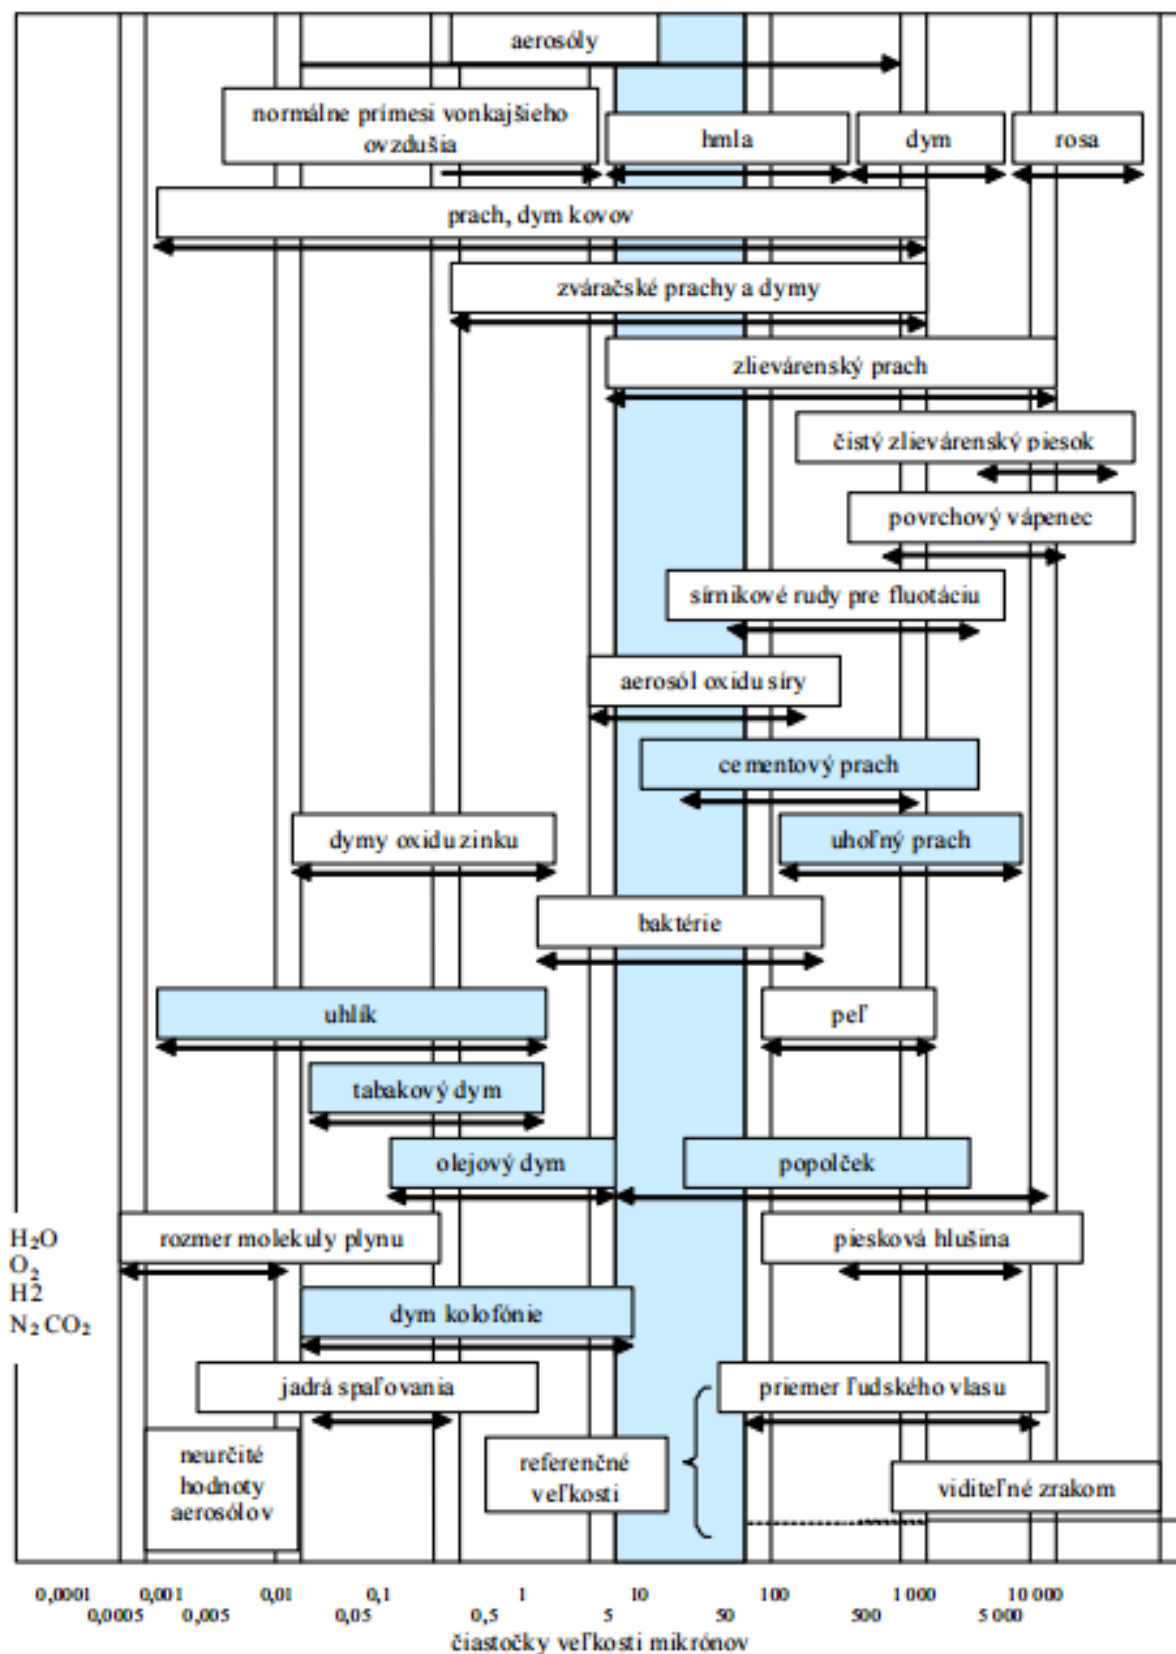 aerosóly
normálne prímesi vonkajšieho
ovzdušia
hmla
dym
rosa
prach, dym kovov
zváračské prachy a dymy
zlievárenský prach
čistý zlievárenský piesok
povrchový vápenec
sírnikové rudy pre fluotáciu
aerosól oxidu síry
cementový prach
dymy oxidu zinku
uhoľný prach
baktérie
uhlík
peľ
tabakový dym
olejový dym
popolček
H₂O
O₂
H2
N₂ CO₂
rozmer molekuly plynu
piesková hlušina
dym kolofónie
jadrá spaľovania
priemer ľudského vlasu
neurčité
hodnoty
aerosólov
referenčné
veľkosti
viditeľné zrakom
0,0001 0,001 0,01 0,1 1 10 100 1 000 10 000
0,0005 0,005 0,05 0,5 5 50 500 5 000
čiastočky veľkosti mikrónov